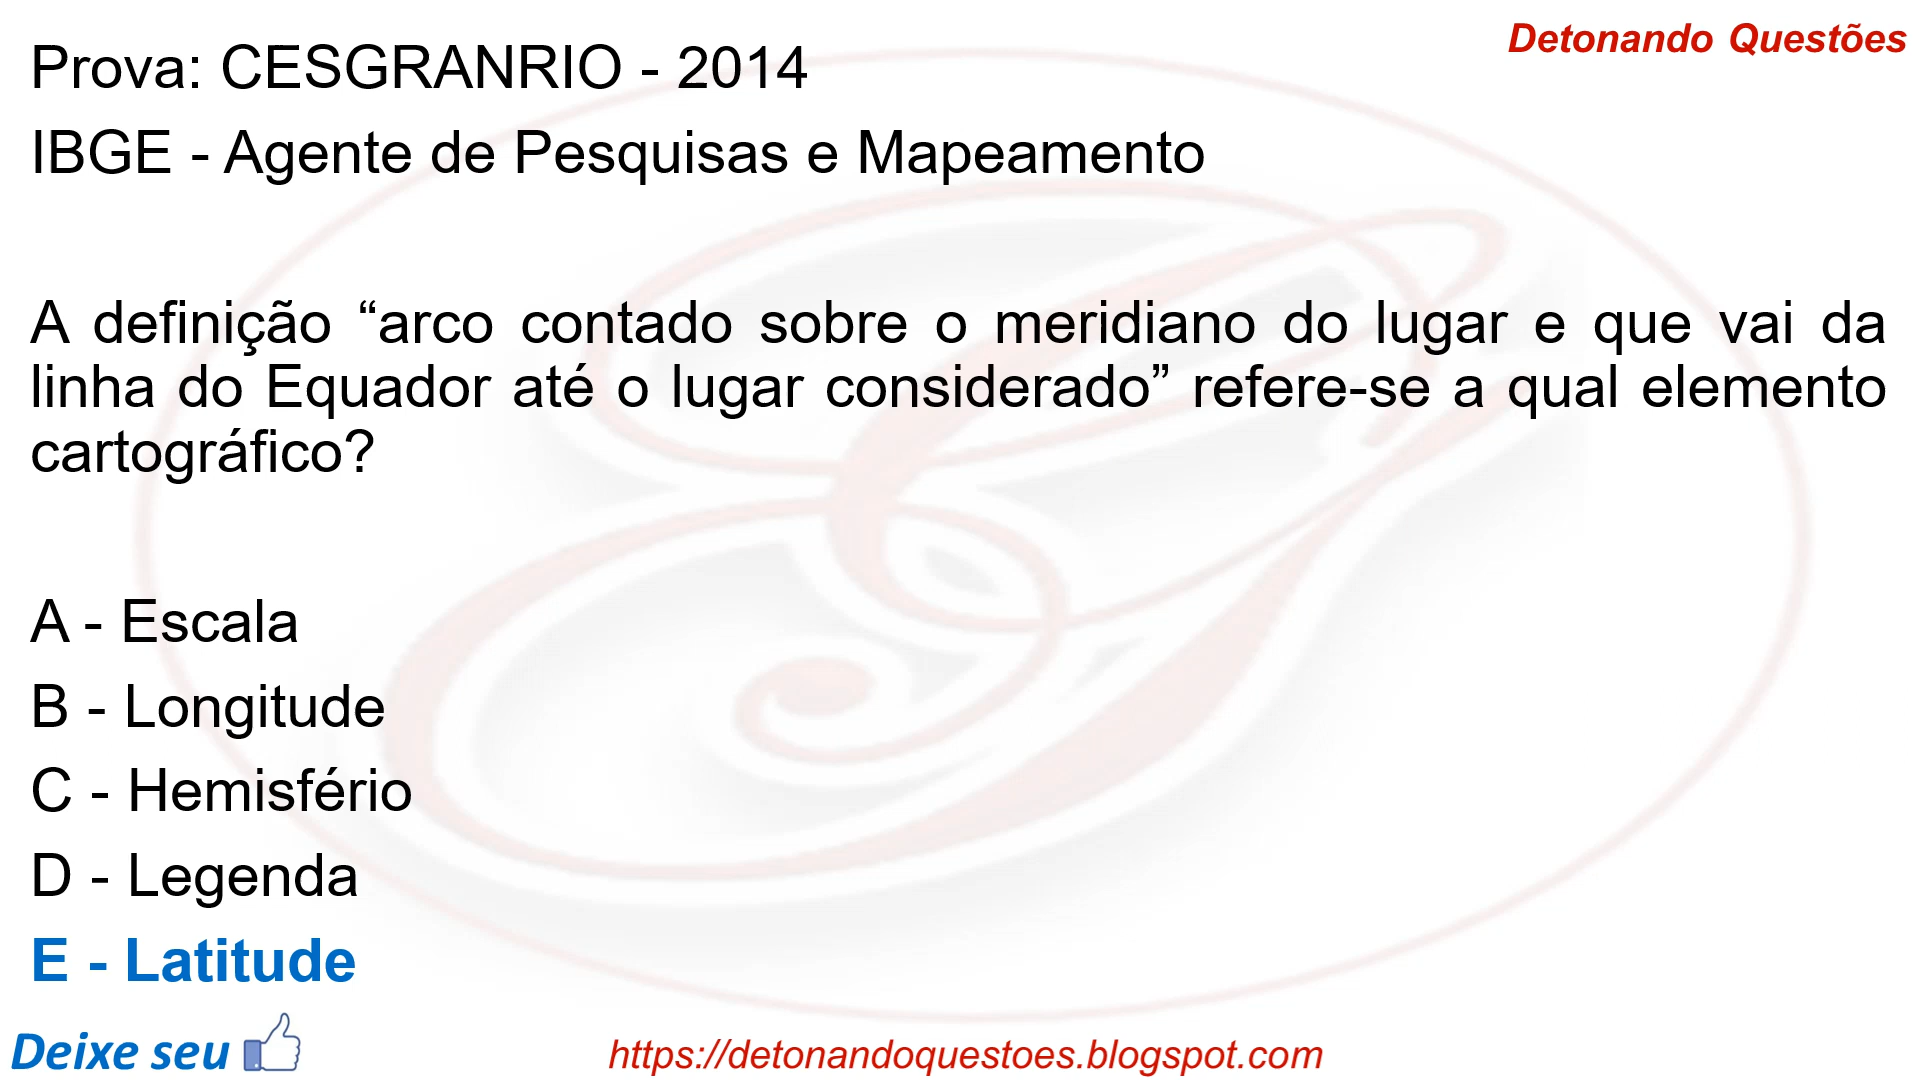 Detonando Questões
Prova: CESGRANRIO - 2014
IBGE - Agente de Pesquisas e Mapeamento
A definição “arco contado sobre o meridiano do lugar e que vai da
linha do Equador até o lugar considerado” refere-se a qual elemento
cartográfico?
A - Escala
B - Longitude
C - Hemisfério
D - Legenda
E - Latitude
Deixe seu
https://detonandoquestoes.blogspot.com